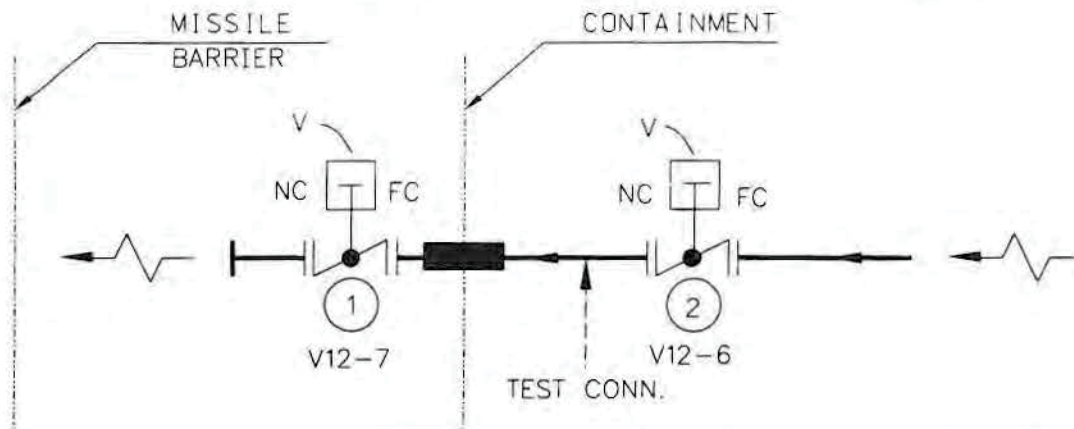 MISSILE
BARRIER
CONTAINMENT
V
V
NC
FC
NC
FC
1
2
V12-7
V12-6
TEST CONN.